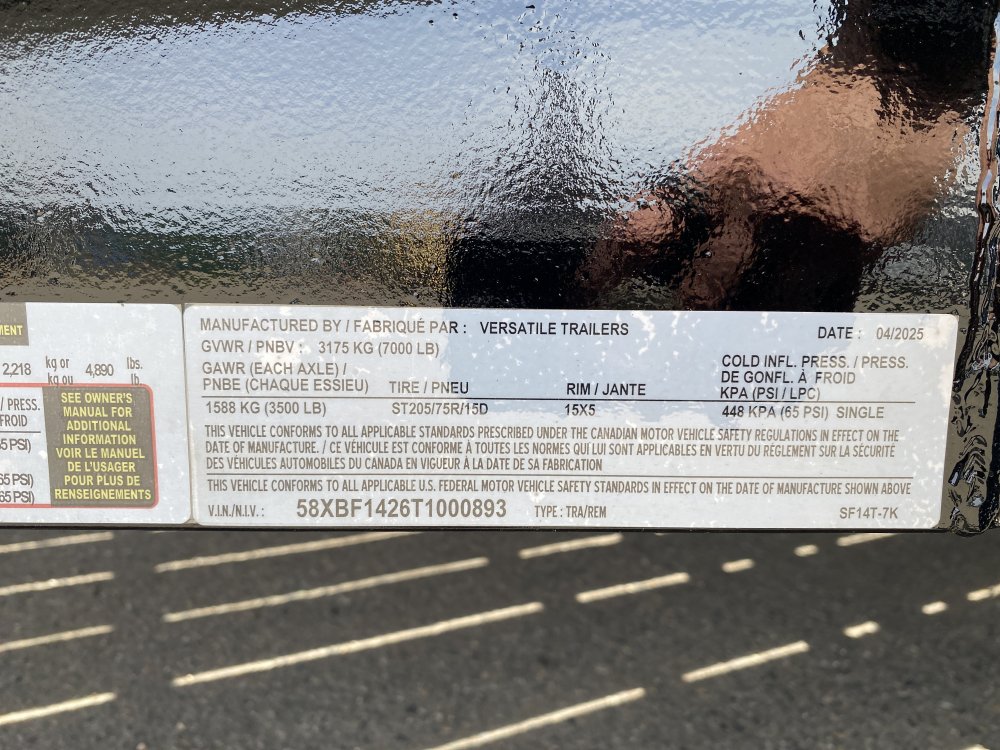 MENT
2,218 kg or 4,890 lbs.
kg ou lb.
/ PRESS.
FROID
65 PSI)
65 PSI)
SEE OWNER'S
MANUAL FOR
ADDITIONAL
INFORMATION
VOIR LE MANUEL
DE L'USAGER
POUR PLUS DE
RENSEIGNEMENTS
MANUFACTURED BY / FABRIQUÉ PAR : VERSATILE TRAILERS DATE : 04/2025
GVWR / PNBV : 3175 KG (7000 LB)
GAWR (EACH AXLE) / COLD INFL. PRESS. / PRESS.
PNBE (CHAQUE ESSIEU) TIRE / PNEU RIM / JANTE DE GONFL. À FROID
KPA (PSI / LPC)
1588 KG (3500 LB) ST205/75R/15D 15X5 448 KPA (65 PSI) SINGLE
THIS VEHICLE CONFORMS TO ALL APPLICABLE STANDARDS PRESCRIBED UNDER THE CANADIAN MOTOR VEHICLE SAFETY REGULATIONS IN EFFECT ON THE
DATE OF MANUFACTURE. / CE VÉHICULE EST CONFORME À TOUTES LES NORMES QUI LUI SONT APPLICABLES EN VERTU DU RÈGLEMENT SUR LA SÉCURITÉ
DES VÉHICULES AUTOMOBILES DU CANADA EN VIGUEUR À LA DATE DE SA FABRICATION
THIS VEHICLE CONFORMS TO ALL APPLICABLE U.S. FEDERAL MOTOR VEHICLE SAFETY STANDARDS IN EFFECT ON THE DATE OF MANUFACTURE SHOWN ABOVE
V.I.N./N.I.V. : 58XBF1426T1000893 TYPE : TRA/REM SF14T-7K